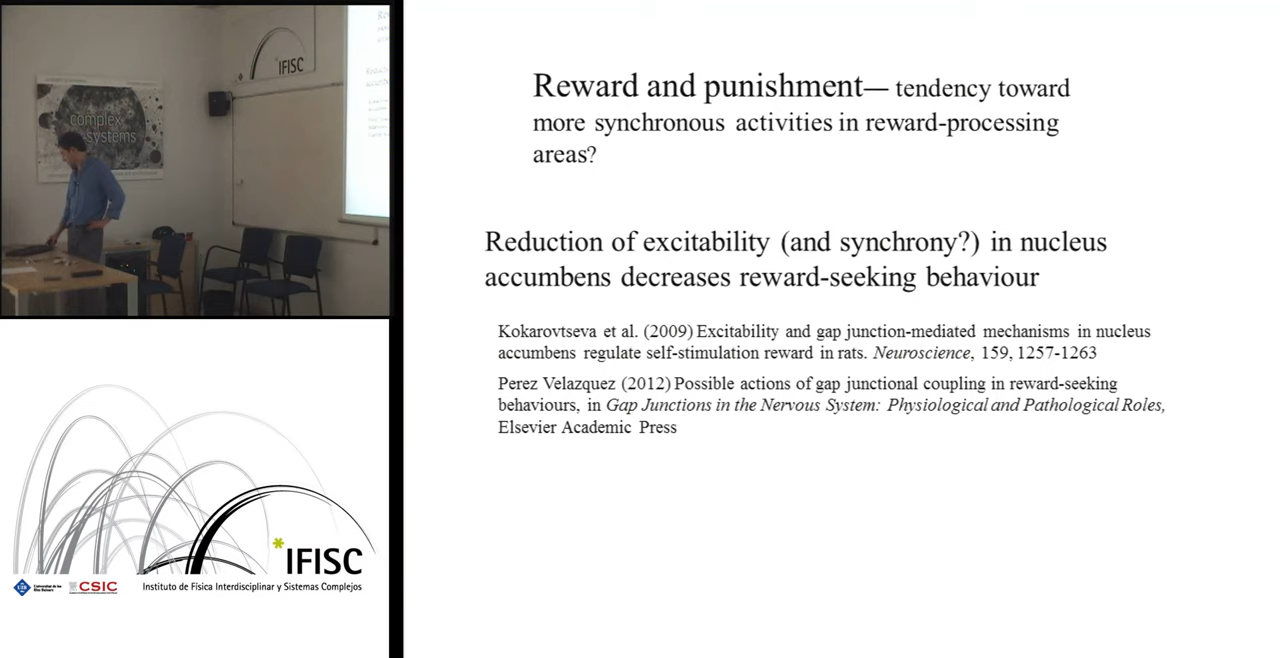 IFISC
complex
systems
Reward and punishment— tendency toward
more synchronous activities in reward-processing
areas?
Reduction of excitability (and synchrony?) in nucleus
accumbens decreases reward-seeking behaviour
Kokarovtseva et al. (2009) Excitability and gap junction-mediated mechanisms in nucleus
accumbens regulate self-stimulation reward in rats. Neuroscience, 159, 1257-1263
Perez Velazquez (2012) Possible actions of gap junctional coupling in reward-seeking
behaviours, in Gap Junctions in the Nervous System: Physiological and Pathological Roles,
Elsevier Academic Press
IFISC
UIB
CSIC
Instituto de Física Interdisciplinar y Sistemas Complejos